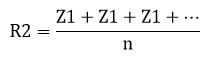 R2 = Z1 + Z1 + Z1 + ⋯ / n